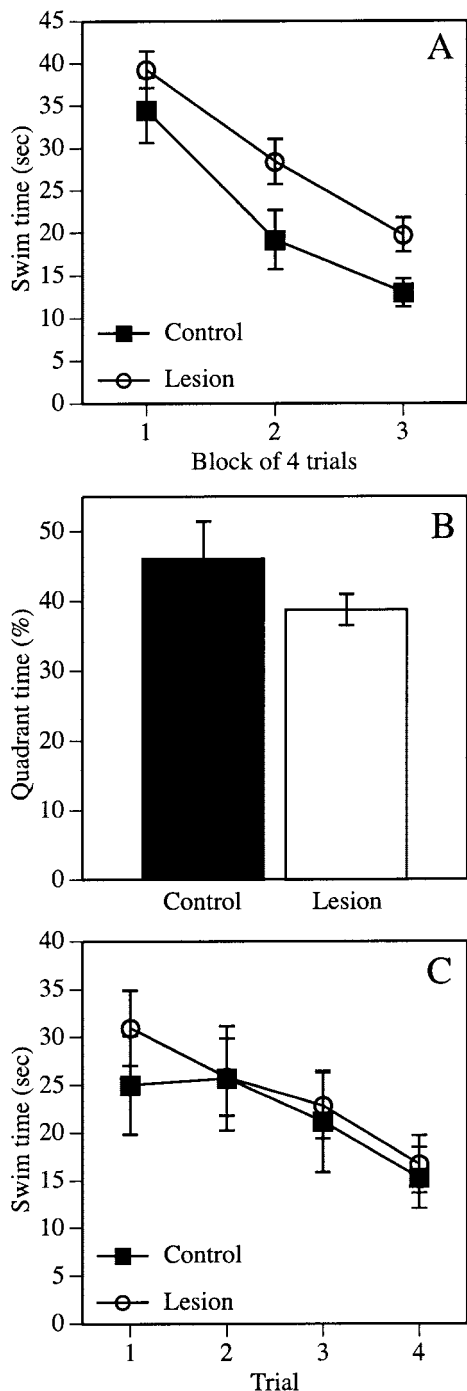 A
45
40
35
30
25
20
15
10
5
0
Swim time (sec)
Control
Lesion
1 2 3
Block of 4 trials
B
50
40
30
20
10
0
Quadrant time (%)
Control Lesion
C
40
35
30
25
20
15
10
5
0
Swim time (sec)
Control
Lesion
1 2 3 4
Trial